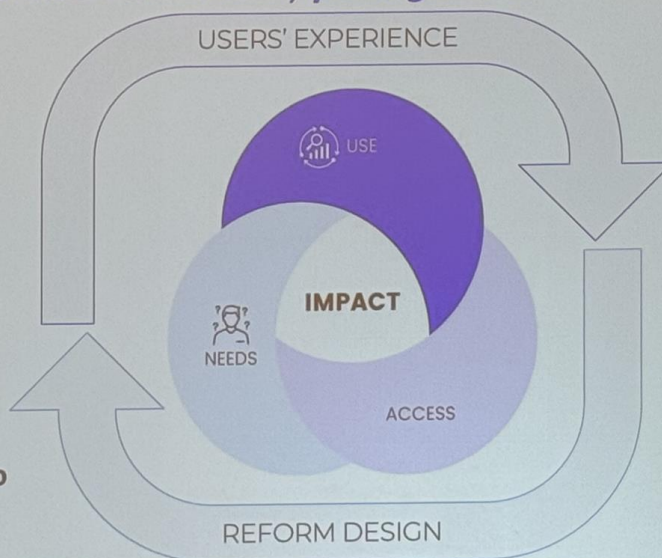 USERS' EXPERIENCE
USE
IMPACT
NEEDS
ACCESS
REFORM DESIGN